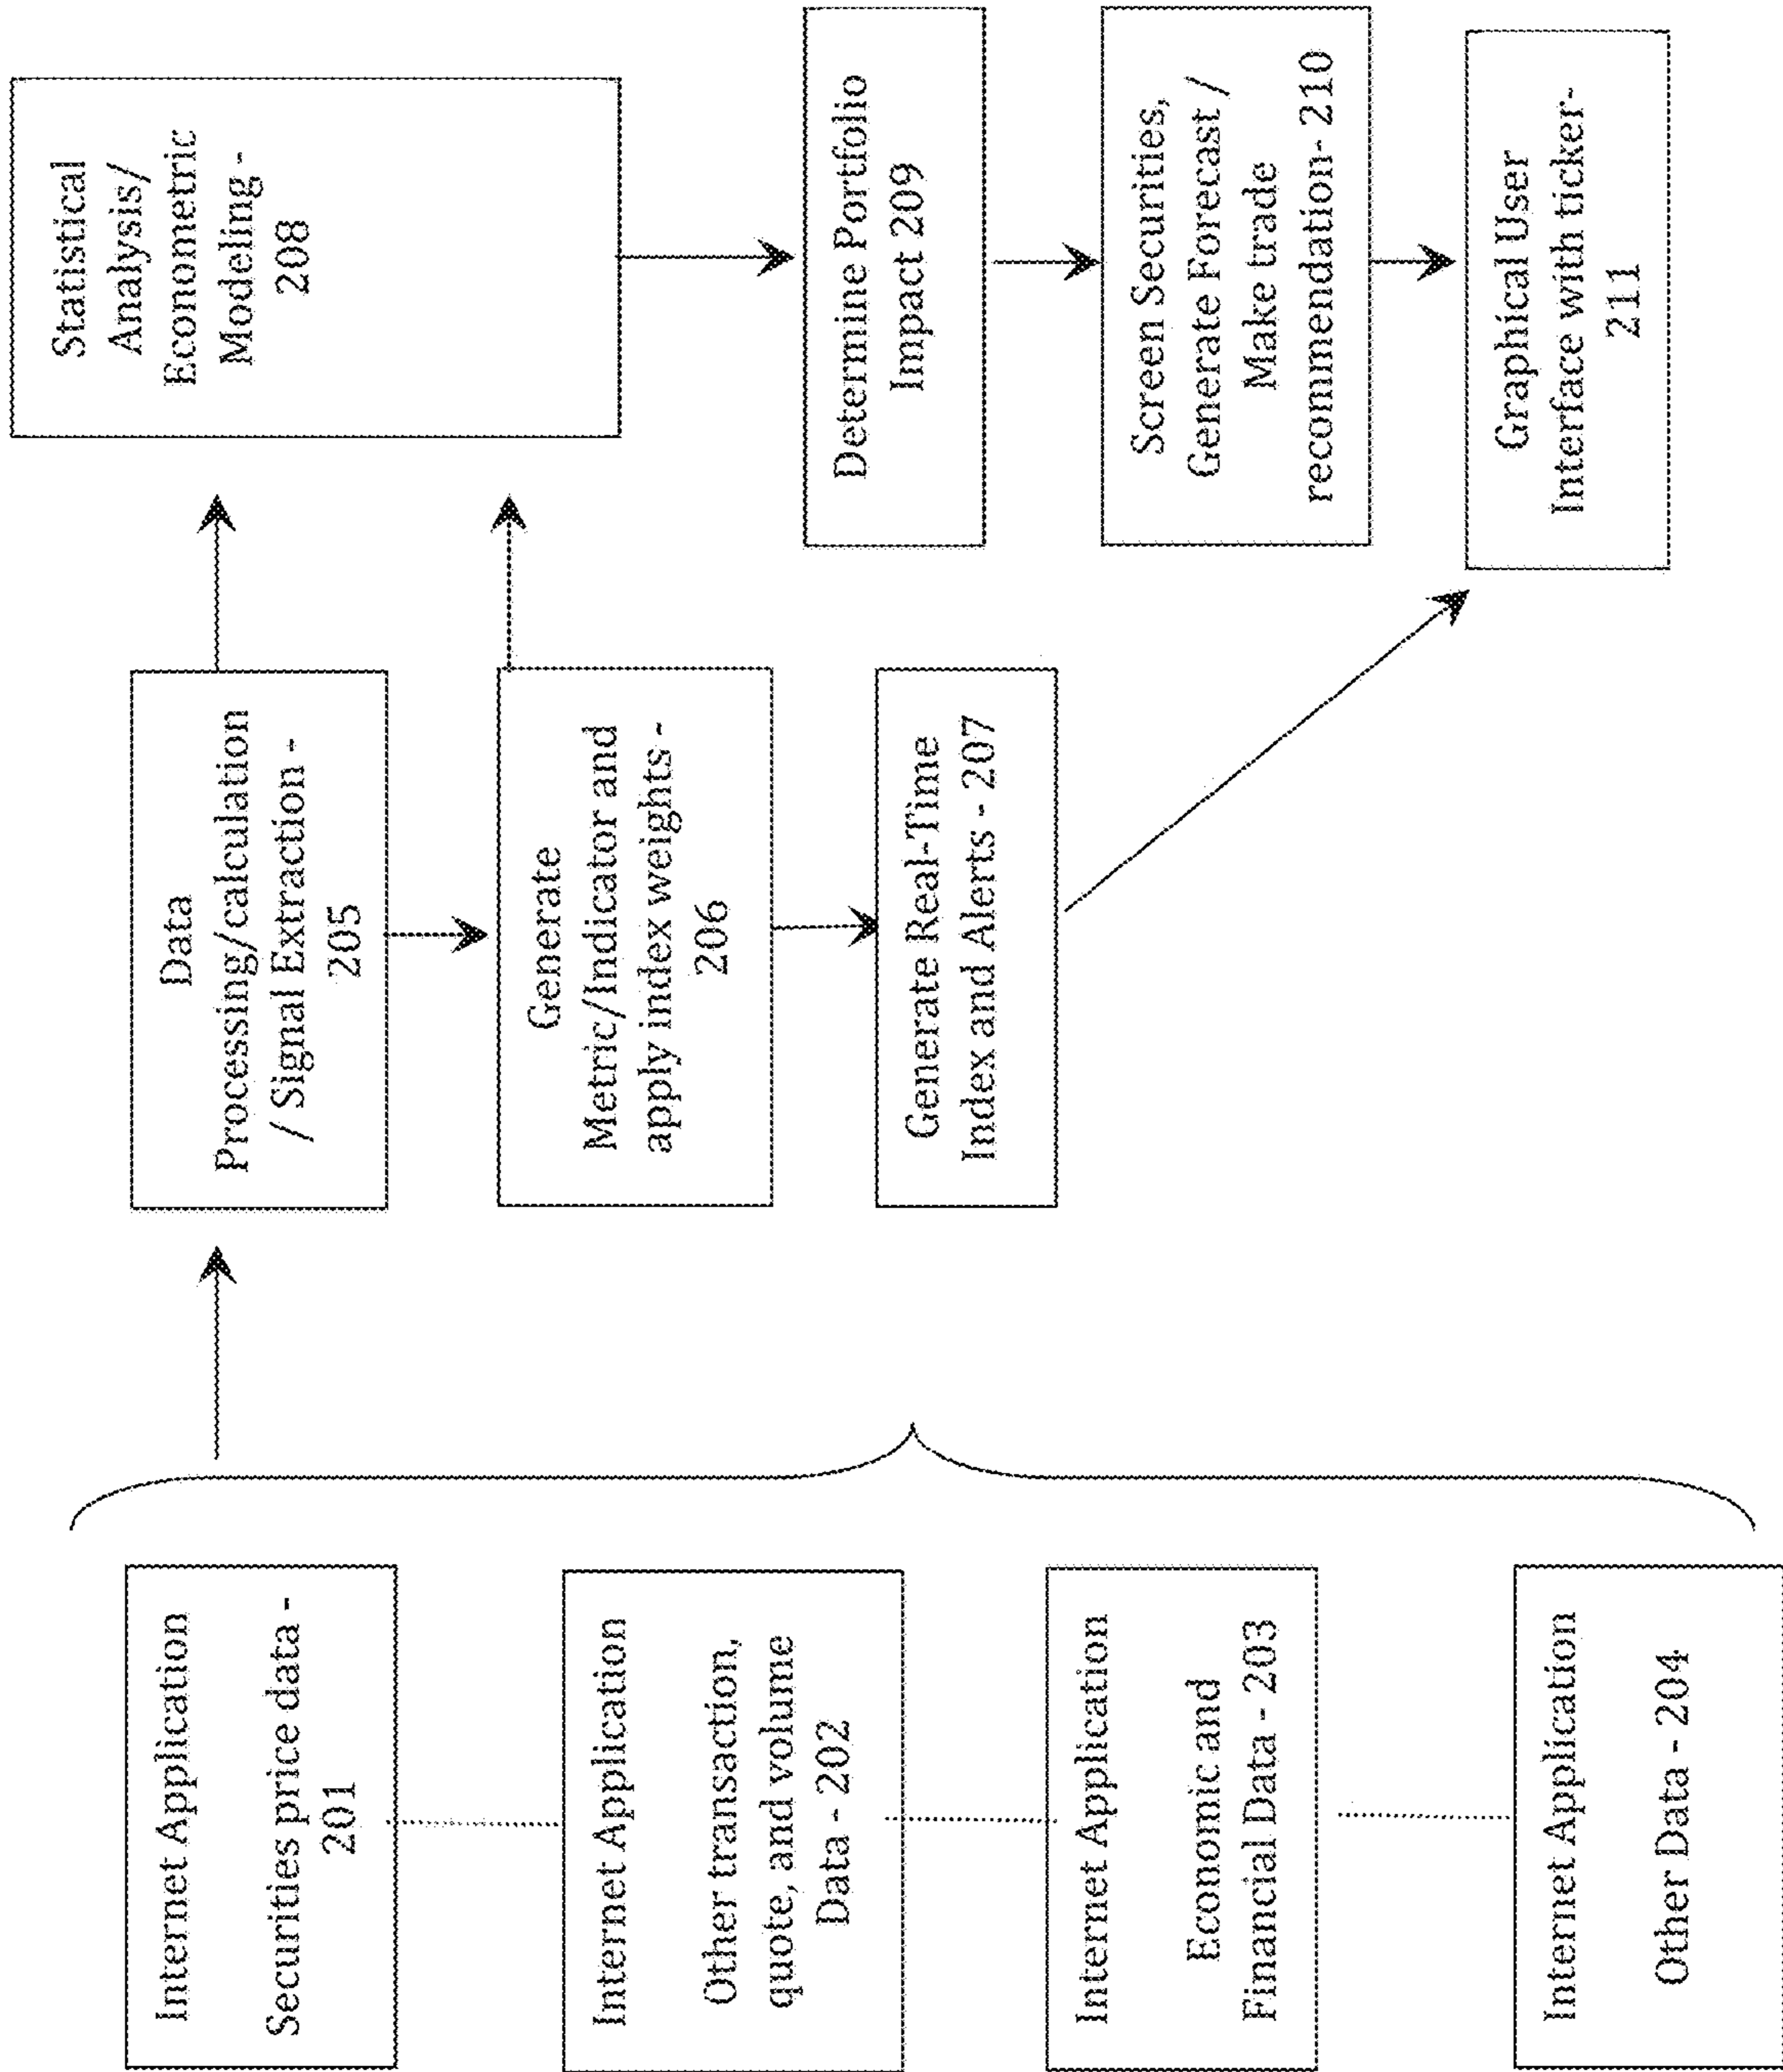 Internet Application
Securities price data -
201
Internet Application
Other transaction,
quote, and volume
Data - 202
Internet Application
Economic and
Financial Data - 203
Internet Application
Other Data - 204
Data
Processing/calculation
/ Signal Extraction -
205
Generate
Metric/Indicator and
apply index weights -
206
Generate Real-Time
Index and Alerts - 207
Statistical
Analysis/
Econometric
Modeling -
208
Determine Portfolio
Impact 209
Screen Securities,
Generate Forecast /
Make trade
recommendation- 210
Graphical User
Interface with ticker-
211